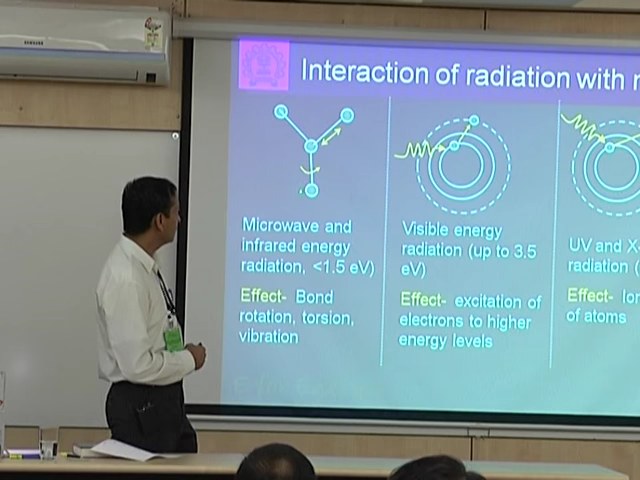 SAMSUNG
Interaction of radiation with
Microwave and
infrared energy
radiation, <1.5 eV)
Effect- Bond
rotation, torsion,
vibration
Visible energy
radiation (up to 3.5
eV)
Effect- excitation of
electrons to higher
energy levels
UV and X-
radiation (
Effect- Ion
of atoms